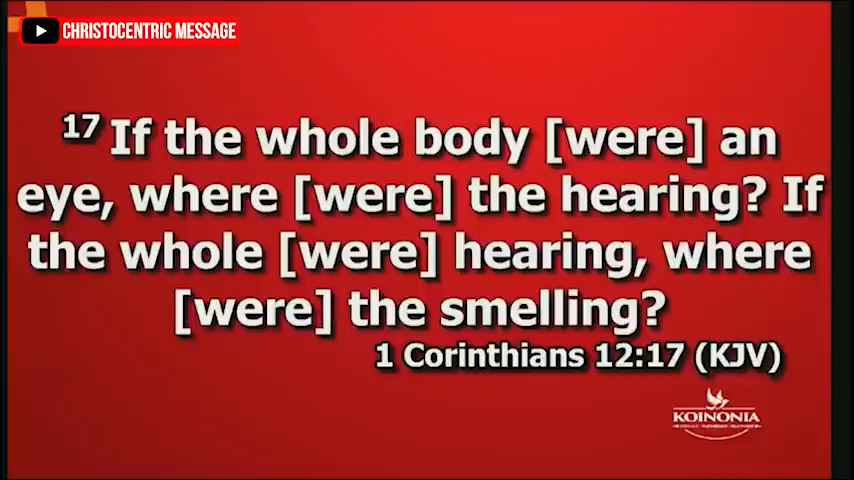 CHRISTOCENTRIC MESSAGE
17 If the whole body [were] an
eye, where [were] the hearing? If
the whole [were] hearing, where
[were] the smelling?
1 Corinthians 12:17 (KJV)
KOINONIA